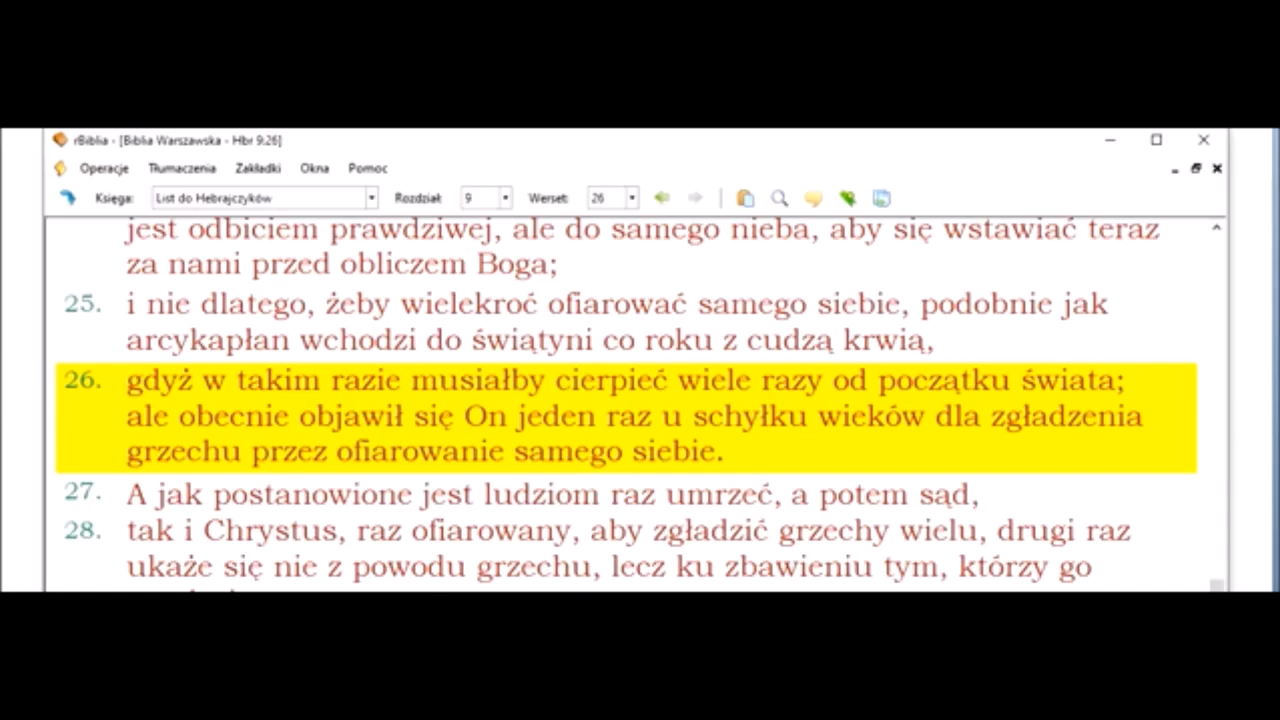 rBiblia - [Biblia Warszawska - Hbr 9:26]
Operacje Tłumaczenia Zakładki Okna Pomoc
Księga: List do Hebrajczyków Rozdział: 9 Werset: 26
jest odbiciem prawdziwej, ale do samego nieba, aby się wstawiać teraz
za nami przed obliczem Boga;
25. i nie dlatego, żeby wielekroć ofiarować samego siebie, podobnie jak
arcykapłan wchodzi do świątyni co roku z cudzą krwią,
26. gdyż w takim razie musiałby cierpieć wiele razy od początku świata;
ale obecnie objawił się On jeden raz u schyłku wieków dla zgładzenia
grzechu przez ofiarowanie samego siebie.
27. A jak postanowione jest ludziom raz umrzeć, a potem sąd,
28. tak i Chrystus, raz ofiarowany, aby zgładzić grzechy wielu, drugi raz
ukaże się nie z powodu grzechu, lecz ku zbawieniu tym, którzy go